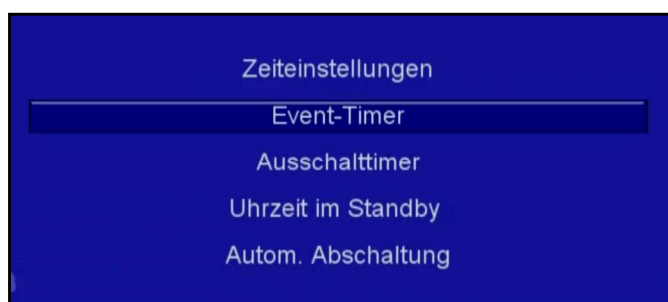 Zeiteinstellungen
Event-Timer
Ausschalttimer
Uhrzeit im Standby
Autom. Abschaltung